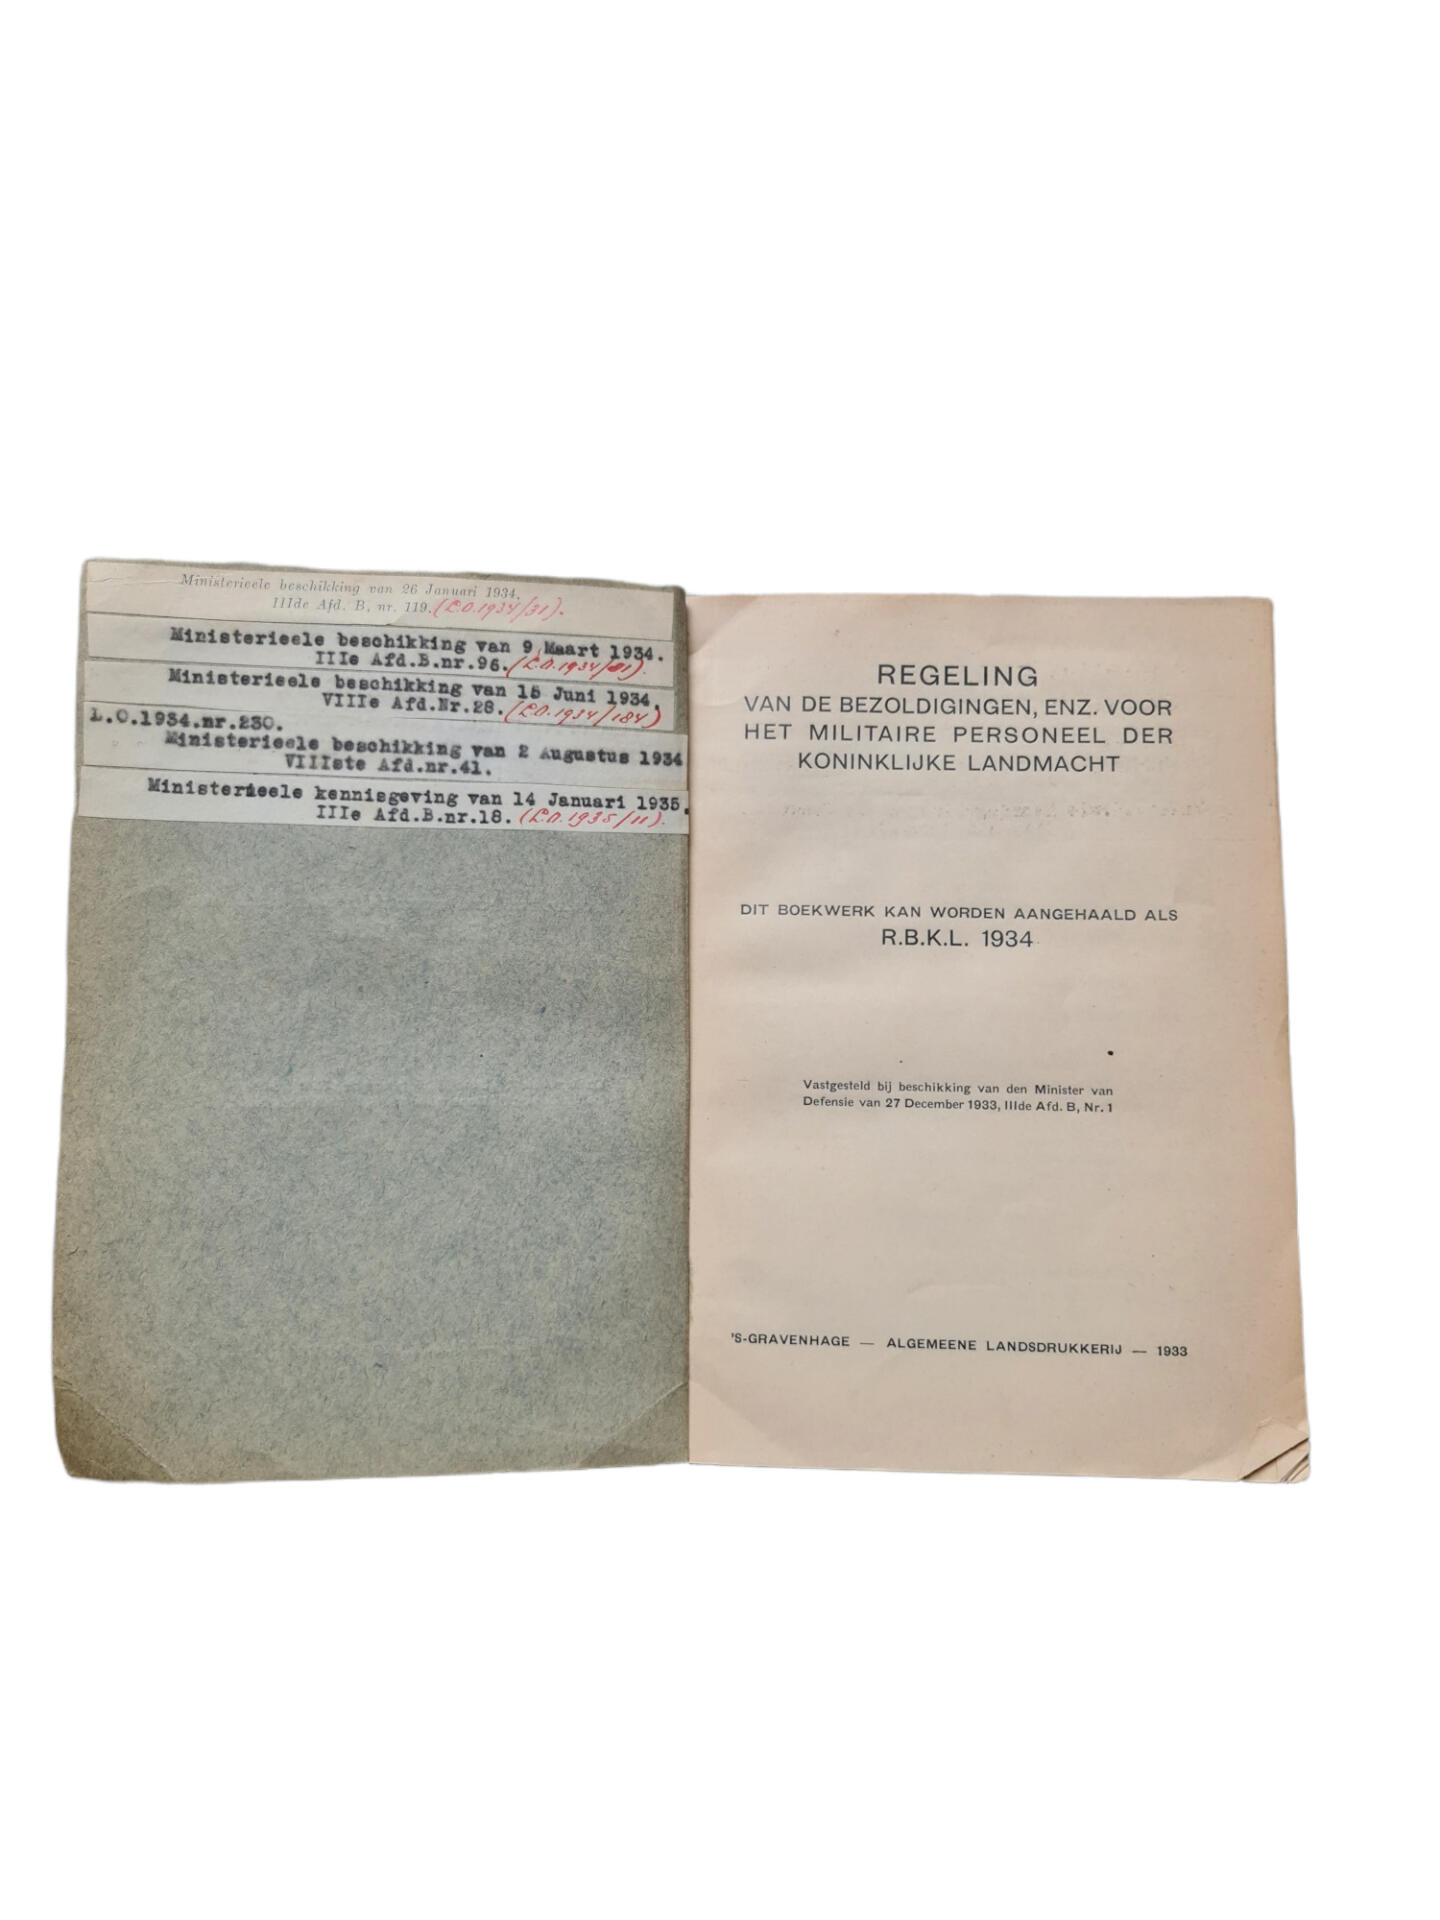 Ministerieele beschikking van 26 Januari 1934.
IIIde Afd. B, nr. 119. (L.O.1934/31).
Ministerieele beschikking van 9 Maart 1934.
IIIe Afd.B.nr.96. (L.O.1934/81).
Ministerieele beschikking van 15 Juni 1934.
VIIIe Afd.Nr.28. (L.O.1934/184)
L.O.1934.nr.230.
Ministerieele beschikking van 2 Augustus 1934
VIIIste Afd.nr.41.
Ministerieele kennisgeving van 14 Januari 1935.
IIIe Afd.B.nr.18. (L.O.1935/11).
REGELING
VAN DE BEZOLDIGINGEN, ENZ. VOOR
HET MILITAIRE PERSONEEL DER
KONINKLIJKE LANDMACHT
DIT BOEKWERK KAN WORDEN AANGEHAALD ALS
R.B.K.L. 1934
Vastgesteld bij beschikking van den Minister van
Defensie van 27 December 1933, IIIde Afd. B, Nr. 1
'S-GRAVENHAGE — ALGEMEENE LANDSDRUKKERIJ — 1933